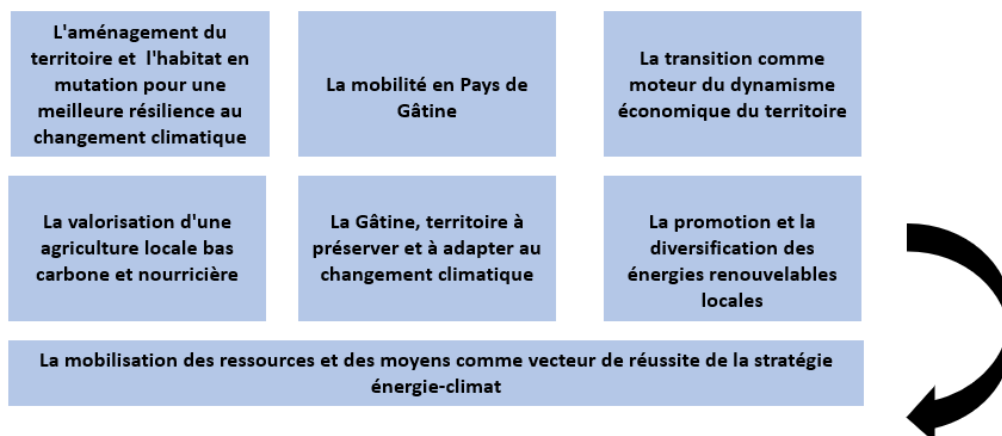 L'aménagement du
territoire et l'habitat en
mutation pour une
meilleure résilience au
changement climatique
La mobilité en Pays de
Gâtine
La transition comme
moteur du dynamisme
économique du territoire
La valorisation d'une
agriculture locale bas
carbone et nourricière
La Gâtine, territoire à
préserver et à adapter au
changement climatique
La promotion et la
diversification des
énergies renouvelables
locales
La mobilisation des ressources et des moyens comme vecteur de réussite de la stratégie
énergie-climat